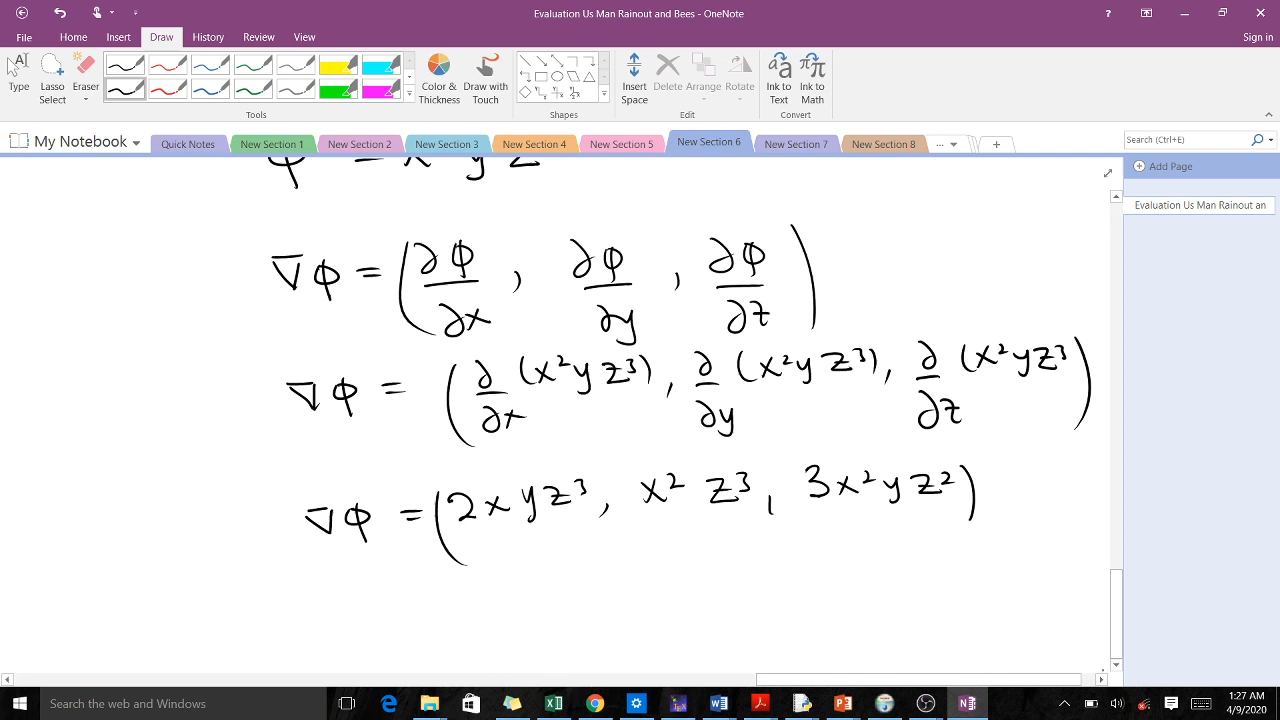 Evaluation Us Man Rainout and Bees - OneNote
File Home Insert Draw History Review View Sign in
Type Lasso Select Eraser Color & Thickness Draw with Touch Insert Space Delete Arrange Rotate Ink to Text Ink to Math
Tools Shapes Edit Convert
My Notebook Quick Notes New Section 1 New Section 2 New Section 3 New Section 4 New Section 5 New Section 6 New Section 7 New Section 8 ... + Search (Ctrl+E)
Add Page
Evaluation Us Man Rainout an
∇φ = (∂φ/∂x, ∂φ/∂y, ∂φ/∂z)
∇φ = (∂/∂x (x²yz³), ∂/∂y (x²yz³), ∂/∂z (x²yz³)
∇φ = (2xyz³, x² z³, 3x²yz²)
Search the web and Windows
1:27 AM
4/9/2020